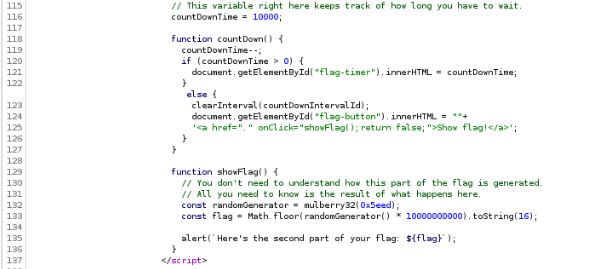 115 // This variable right here keeps track of how long you have to wait.
116 countDownTime = 10000;
117
118 function countDown() {
119 countDownTime--;
120 if (countDownTime > 0) {
121 document.getElementById("flag-timer").innerHTML = countDownTime;
122 }
else {
123 clearInterval(countDownIntervalId);
124 document.getElementById("flag-button").innerHTML = ""+
125 '<a href="." onClick="showFlag();return false;">Show flag!</a>';
126 }
127 }
128
129 function showFlag() {
130 // You don't need to understand how this part of the flag is generated.
131 // All you need to know is the result of what happens here.
132 const randomGenerator = mulberry32(0x5eed);
133 const flag = Math.floor(randomGenerator() * 10000000000).toString(16);
134
135 alert(`Here's the second part of your flag: ${flag}`);
136 }
137 </script>